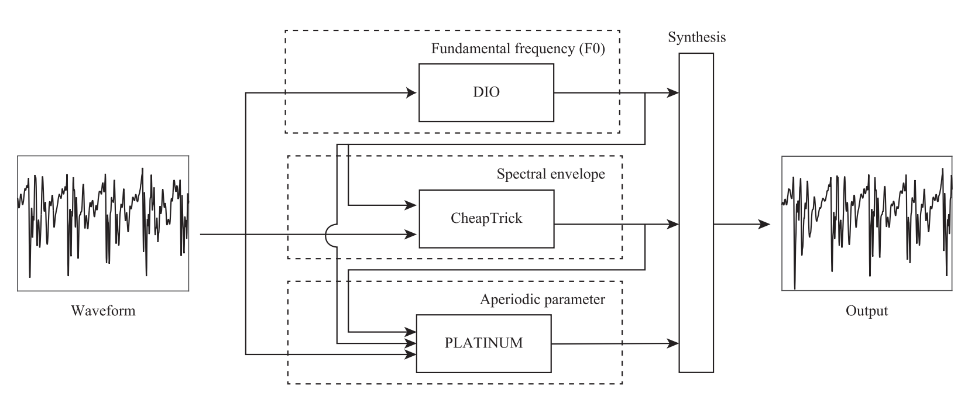 Synthesis
Fundamental frequency (F0)
DIO
Spectral envelope
CheapTrick
Waveform
Output
Aperiodic parameter
PLATINUM